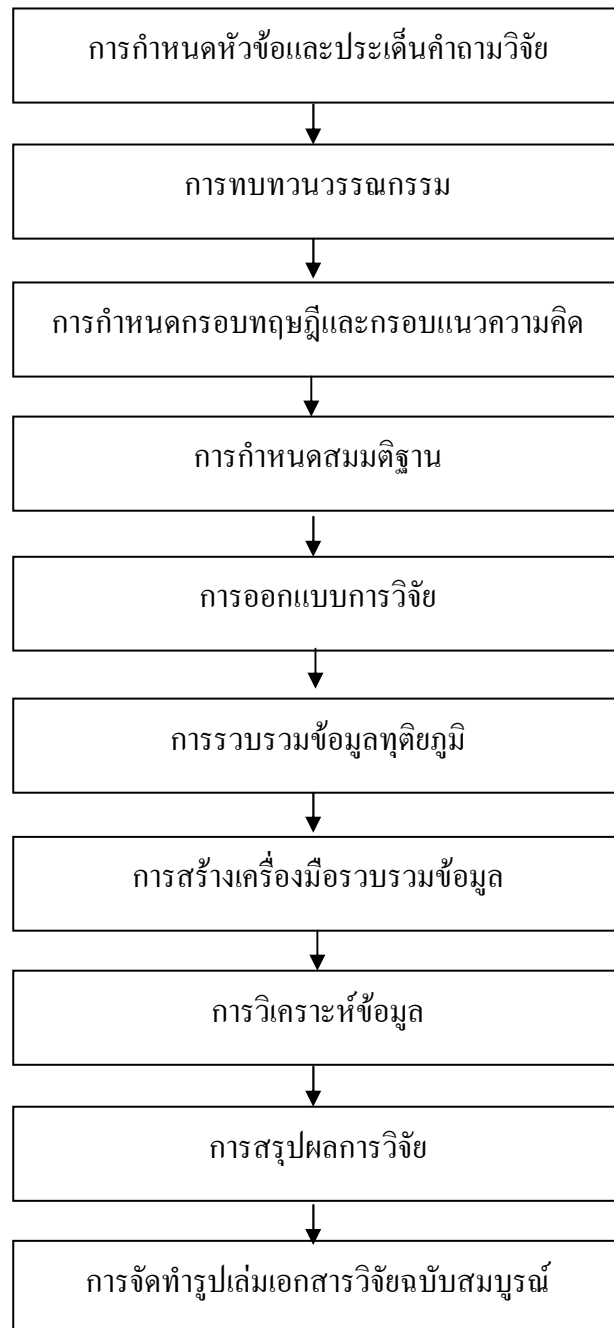 การกำหนดหัวข้อและประเด็นคำถามวิจัย
การทบทวนวรรณกรรม
การกำหนดกรอบทฤษฎีและกรอบแนวความคิด
การกำหนดสมมติฐาน
การออกแบบการวิจัย
การรวบรวมข้อมูลทุติยภูมิ
การสร้างเครื่องมือรวบรวมข้อมูล
การวิเคราะห์ข้อมูล
การสรุปผลการวิจัย
การจัดทำรูปเล่มเอกสารวิจัยฉบับสมบูรณ์